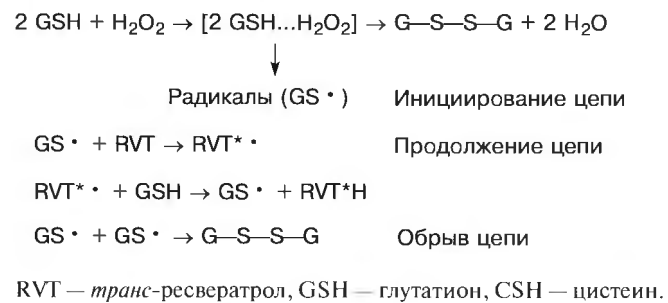 2 GSH + H₂O₂ → [2 GSH...H₂O₂] → G—S—S—G + 2 H₂O
↓
Радикалы (GS •) Инициирование цепи
GS • + RVT → RVT* • Продолжение цепи
RVT* • + GSH → GS • + RVT*H
GS • + GS • → G—S—S—G Обрыв цепи
RVT — транс-ресвератрол, GSH — глутатион, CSH — цистеин.